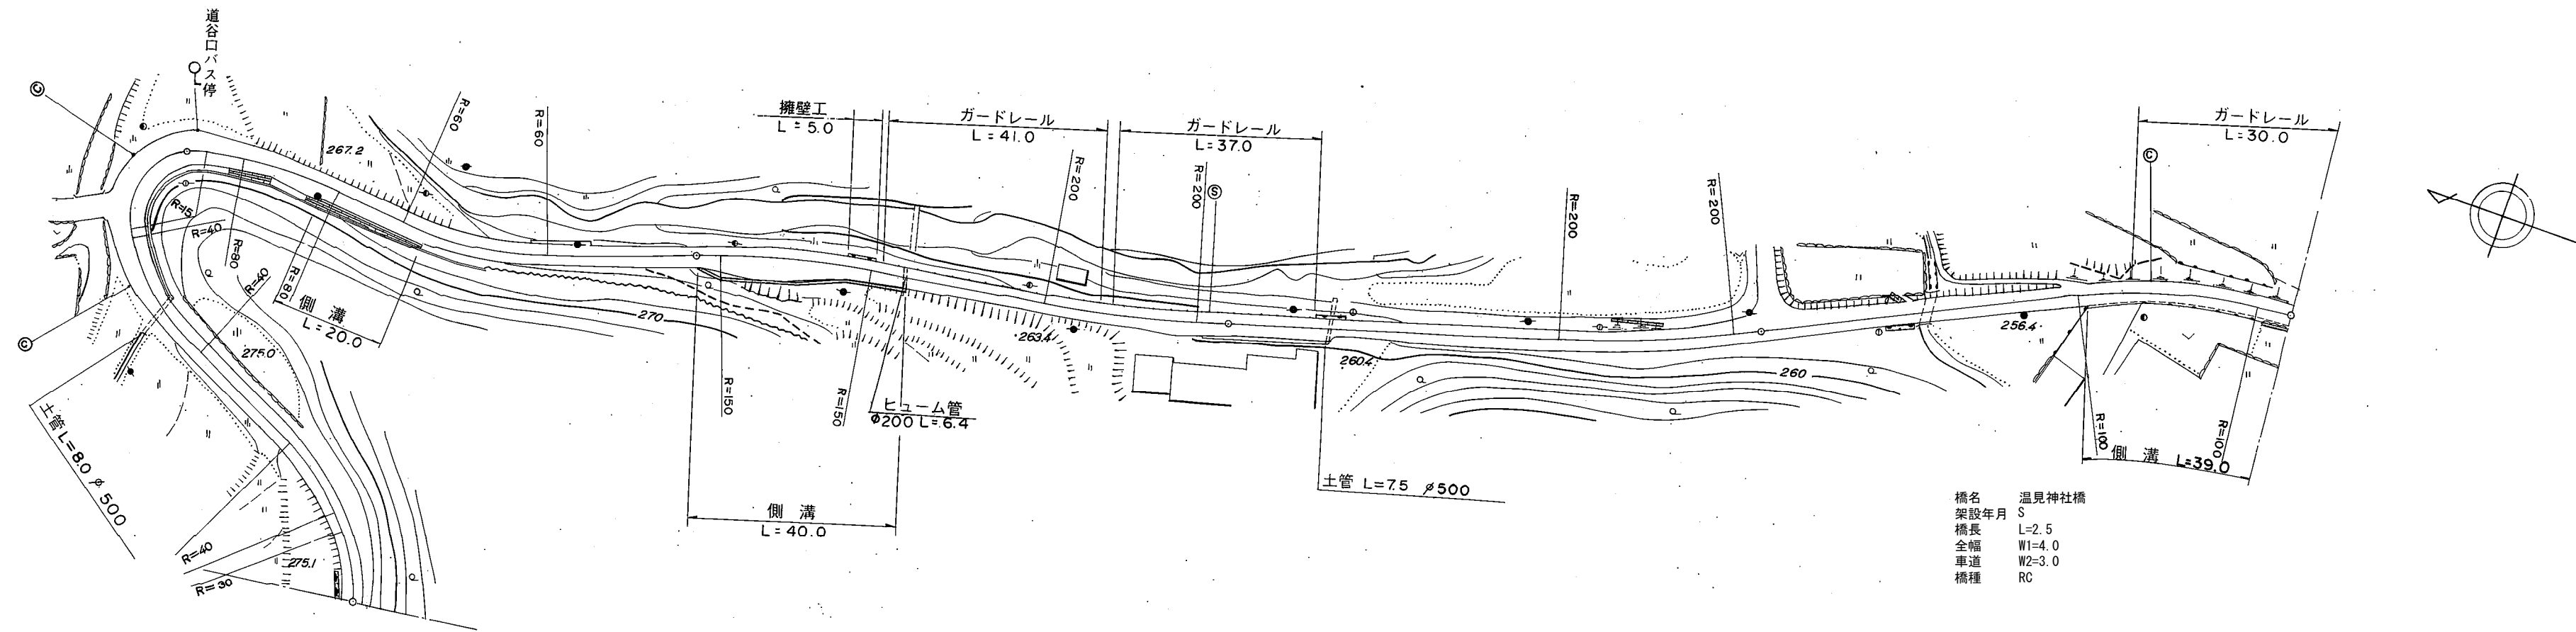 道谷口バス停
Ⓒ
267.2
R=60
R=60
擁壁工
L=5.0
ガードレール
L=41.0
ガードレール
L=37.0
R=200
R=200
Ⓢ
R=200
R=200
ガードレール
L=30.0
Ⓒ
R=15
R=40
R=80
R=40
R=80
側溝
L=20.0
270
275.0
Ⓒ
土管 L=8.0 φ500
R=40
R=30
275.1
R=150
R=150
ヒューム管
φ200 L=6.4
263.4
側溝
L=40.0
260.4
土管 L=7.5 φ500
260
256.4
R=100
R=100
側溝 L=39.0
橋名 温見神社橋
架設年月 S
橋長 L=2.5
全幅 W1=4.0
車道 W2=3.0
橋種 RC